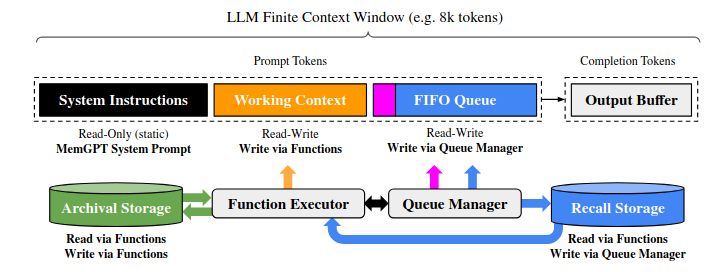 LLM Finite Context Window (e.g. 8k tokens)
Prompt Tokens
Completion Tokens
System Instructions
Working Context
FIFO Queue
Output Buffer
Read-Only (static)
MemGPT System Prompt
Read-Write
Write via Functions
Read-Write
Write via Queue Manager
Archival Storage
Function Executor
Queue Manager
Recall Storage
Read via Functions
Write via Functions
Read via Functions
Write via Queue Manager